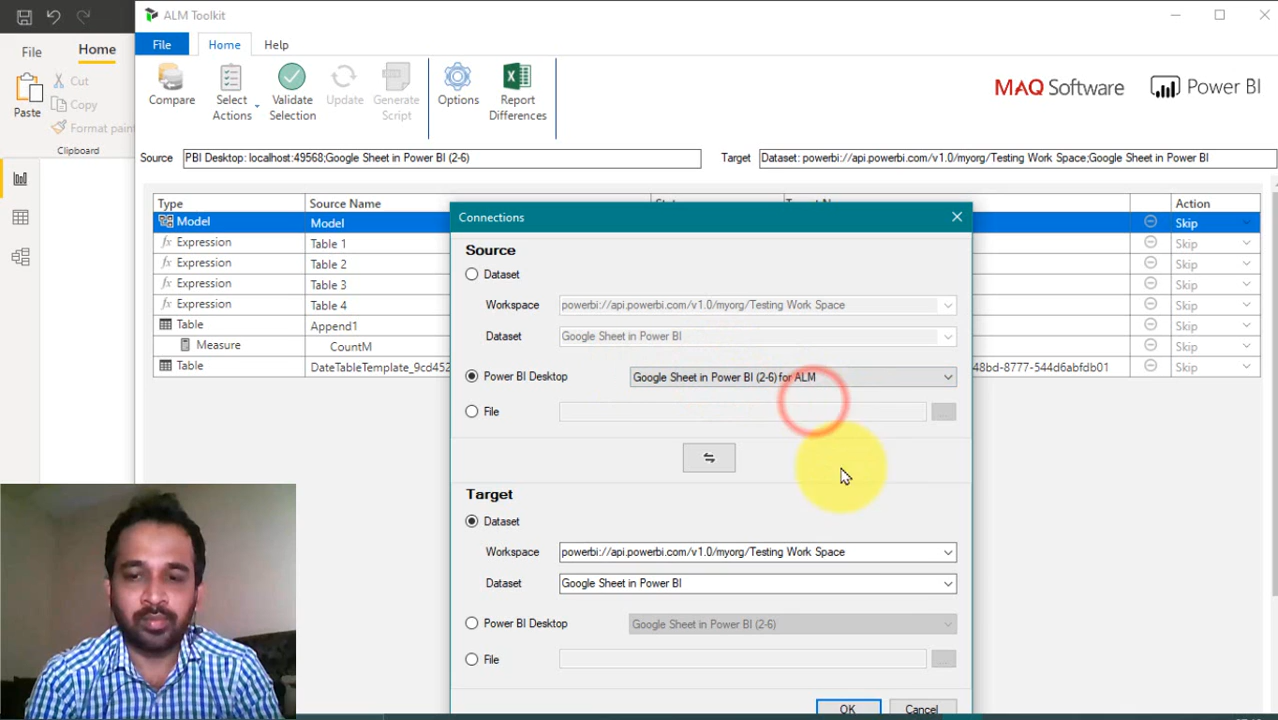 ALM Toolkit
File
Home
Cut
Copy
Format paint
Paste
Clipboard
File
Home
Help
Compare
Select Actions
Validate Selection
Update
Generate Script
Options
Report Differences
MAQ Software
Power BI
Source
PBI Desktop: localhost:49568;Google Sheet in Power BI (2-6)
Target
Dataset: powerbi://api.powerbi.com/v1.0/myorg/Testing Work Space;Google Sheet in Power BI
Type Source Name Action
Model Model Skip
Expression Table 1 Skip
Expression Table 2 Skip
Expression Table 3 Skip
Expression Table 4 Skip
Table Append1 Skip
Measure CountM Skip
Table DateTableTemplate_9cd452 48bd-8777-544d6abfdb01 Skip
Connections
Source
Dataset
Workspace powerbi://api.powerbi.com/v1.0/myorg/Testing Work Space
Dataset Google Sheet in Power BI
Power BI Desktop Google Sheet in Power BI (2-6) for ALM
File
...
Target
Dataset
Workspace powerbi://api.powerbi.com/v1.0/myorg/Testing Work Space
Dataset Google Sheet in Power BI
Power BI Desktop Google Sheet in Power BI (2-6)
File
...
OK Cancel